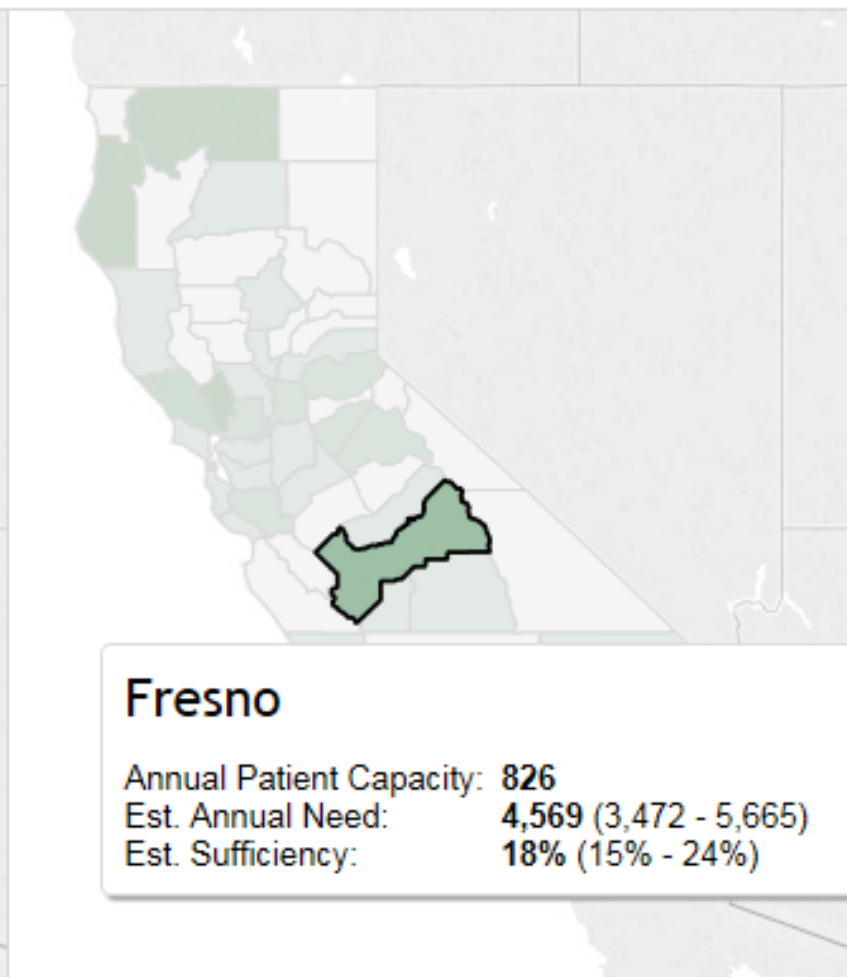 Fresno
Annual Patient Capacity: 826
Est. Annual Need: 4,569 (3,472 - 5,665)
Est. Sufficiency: 18% (15% - 24%)